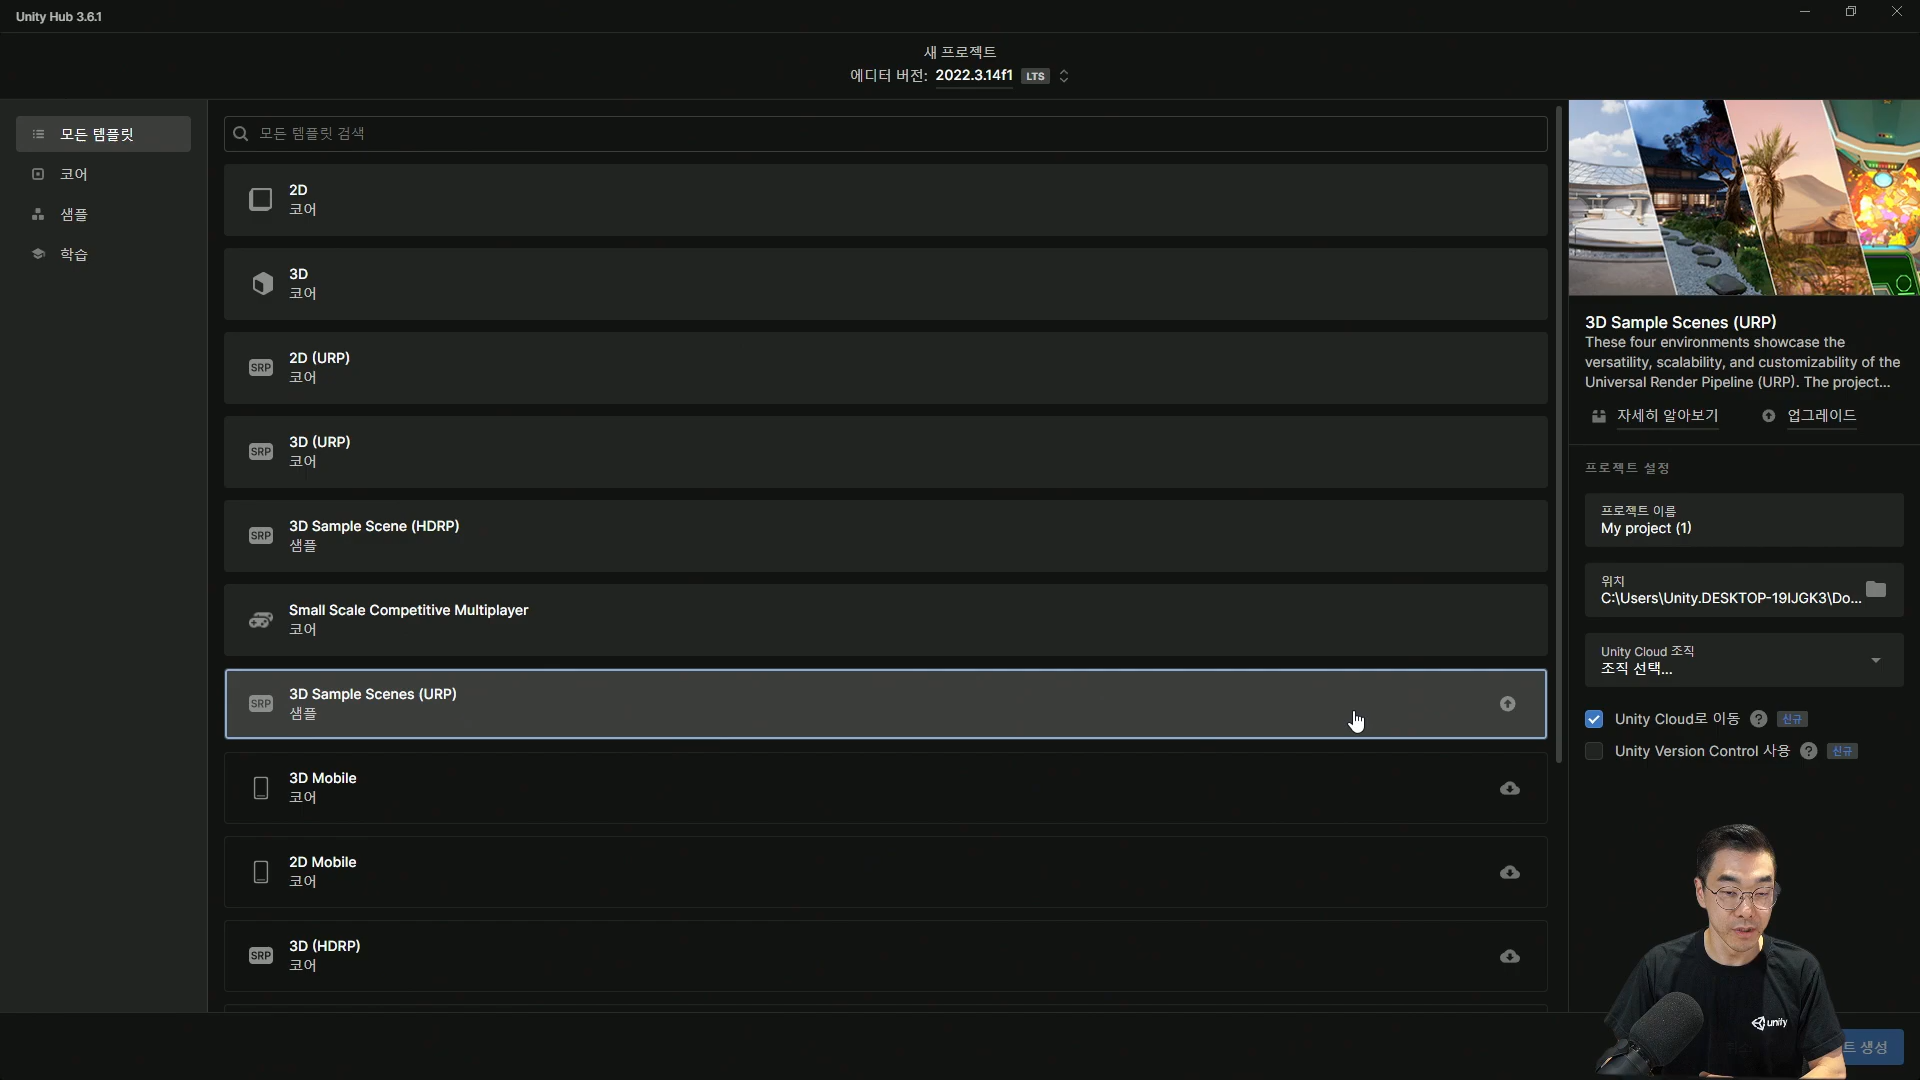 Unity Hub 3.6.1
새 프로젝트
에디터 버전: 2022.3.14f1 LTS
모든 템플릿
코어
샘플
학습
모든 템플릿 검색
2D
코어
3D
코어
SRP
2D (URP)
코어
SRP
3D (URP)
코어
SRP
3D Sample Scene (HDRP)
샘플
Small Scale Competitive Multiplayer
코어
SRP
3D Sample Scenes (URP)
샘플
3D Mobile
코어
2D Mobile
코어
SRP
3D (HDRP)
코어
3D Sample Scenes (URP)
These four environments showcase the
versatility, scalability, and customizability of the
Universal Render Pipeline (URP). The project...
자세히 알아보기 업그레이드
프로젝트 설정
프로젝트 이름
My project (1)
위치
C:\Users\Unity.DESKTOP-19IJGK3\Do...
Unity Cloud 조직
조직 선택...
Unity Cloud로 이동 ? 신규
Unity Version Control 사용 ? 신규
unity
트 생성